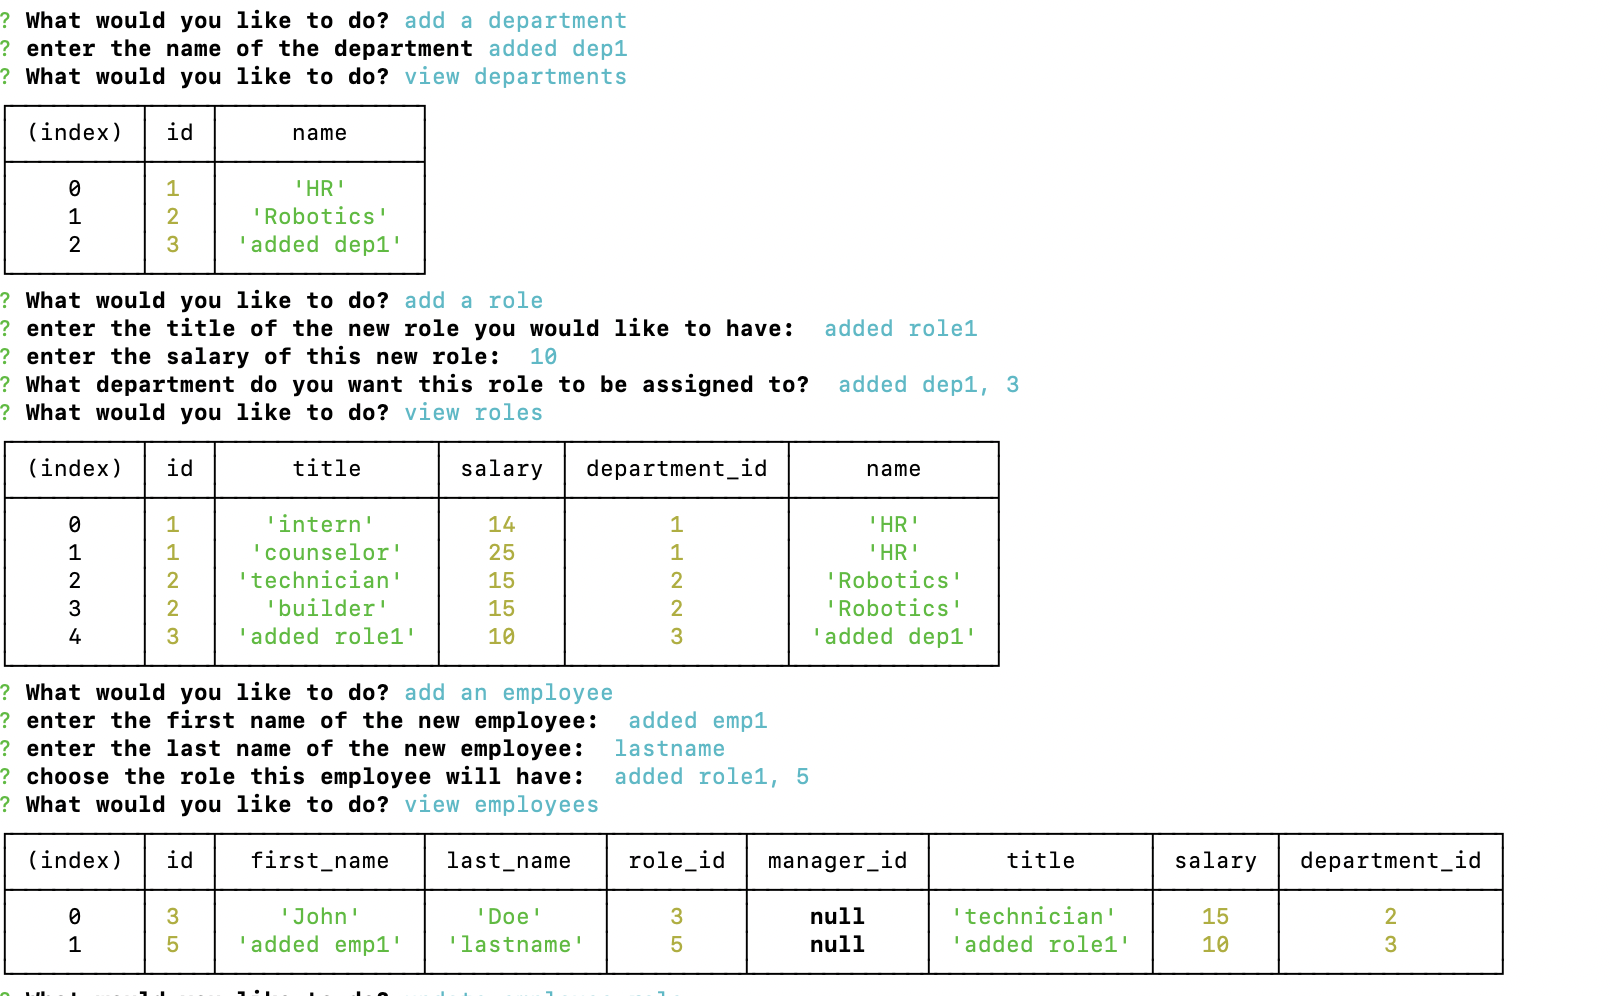 ? What would you like to do? add a department
? enter the name of the department added dep1
? What would you like to do? view departments
(index) id name
0 1 'HR'
1 2 'Robotics'
2 3 'added dep1'
? What would you like to do? add a role
? enter the title of the new role you would like to have: added role1
? enter the salary of this new role: 10
? What department do you want this role to be assigned to? added dep1, 3
? What would you like to do? view roles
(index) id title salary department_id name
0 1 'intern' 14 1 'HR'
1 1 'counselor' 25 1 'HR'
2 2 'technician' 15 2 'Robotics'
3 2 'builder' 15 2 'Robotics'
4 3 'added role1' 10 3 'added dep1'
? What would you like to do? add an employee
? enter the first name of the new employee: added emp1
? enter the last name of the new employee: lastname
? choose the role this employee will have: added role1, 5
? What would you like to do? view employees
(index) id first_name last_name role_id manager_id title salary department_id
0 3 'John' 'Doe' 3 null 'technician' 15 2
1 5 'added emp1' 'lastname' 5 null 'added role1' 10 3
? What would you like to do? update employee role